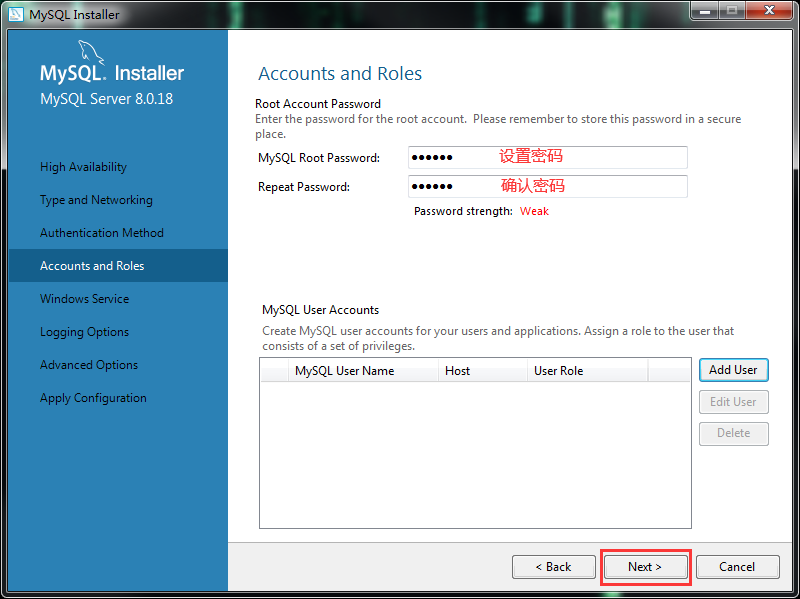 MySQL Installer
MySQL. Installer
MySQL Server 8.0.18
High Availability
Type and Networking
Authentication Method
Accounts and Roles
Windows Service
Logging Options
Advanced Options
Apply Configuration
Accounts and Roles
Root Account Password
Enter the password for the root account.  Please remember to store this password in a secure
place.
MySQL Root Password: ●●●●●● 设置密码
Repeat Password: ●●●●●● 确认密码
Password strength: Weak
MySQL User Accounts
Create MySQL user accounts for your users and applications. Assign a role to the user that
consists of a set of privileges.
MySQL User Name Host User Role
Add User
Edit User
Delete
< Back Next > Cancel